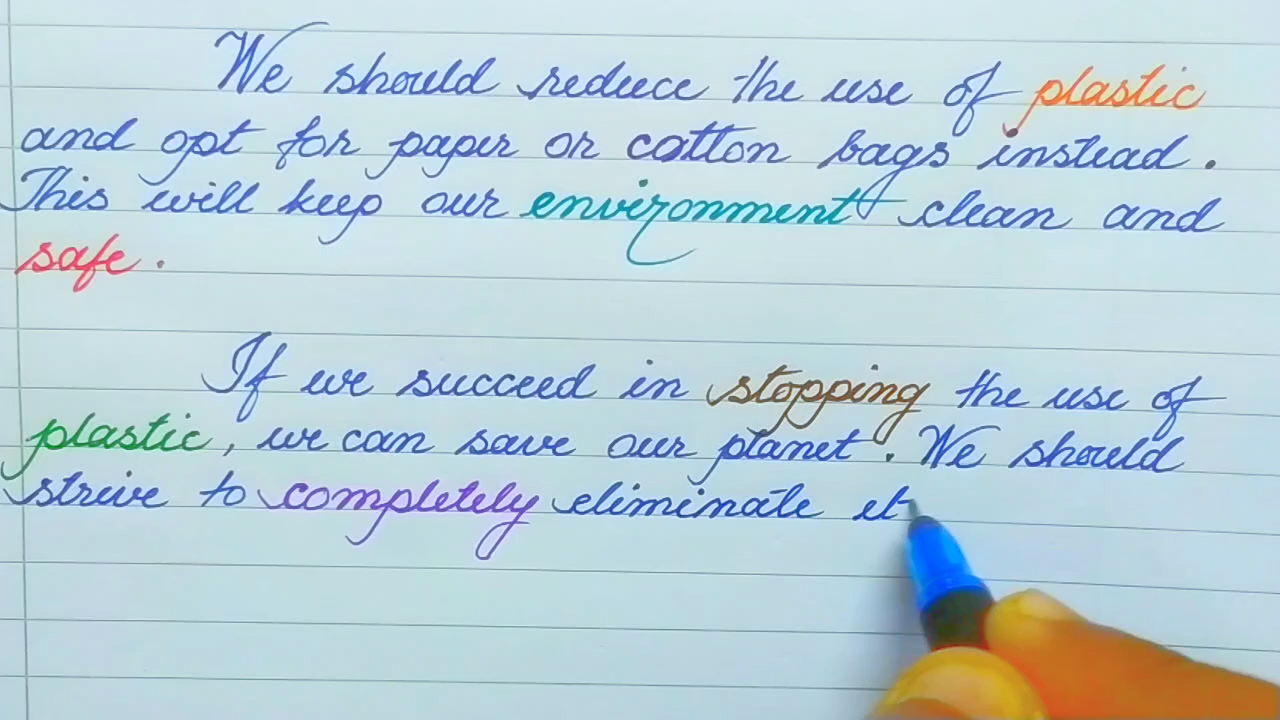 We should reduce the use of plastic
and opt for paper or cotton bags instead.
This will keep our environment clean and
safe.
If we succeed in stopping the use of
plastic, we can save our planet. We should
strive to completely eliminate it